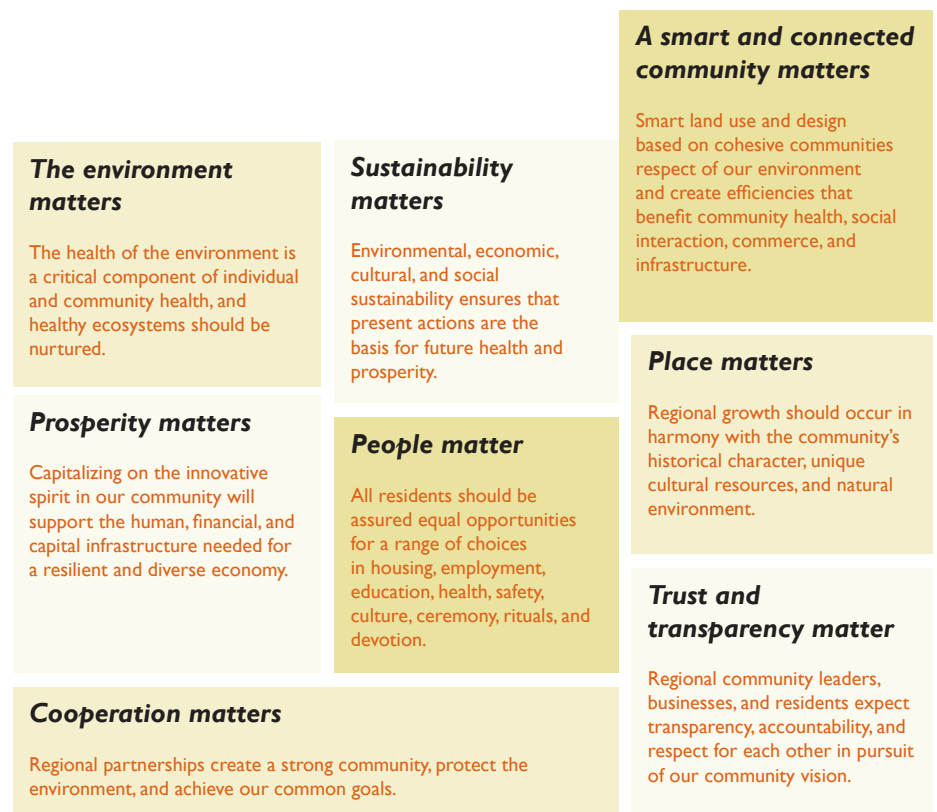 The environment
matters
The health of the environment is
a critical component of individual
and community health, and
healthy ecosystems should be
nurtured.
Prosperity matters
Capitalizing on the innovative
spirit in our community will
support the human, financial, and
capital infrastructure needed for
a resilient and diverse economy.
Sustainability
matters
Environmental, economic,
cultural, and social
sustainability ensures that
present actions are the
basis for future health and
prosperity.
People matter
All residents should be
assured equal opportunities
for a range of choices
in housing, employment,
education, health, safety,
culture, ceremony, rituals, and
devotion.
Cooperation matters
Regional partnerships create a strong community, protect the
environment, and achieve our common goals.
A smart and connected
community matters
Smart land use and design
based on cohesive communities
respect of our environment
and create efficiencies that
benefit community health, social
interaction, commerce, and
infrastructure.
Place matters
Regional growth should occur in
harmony with the community's
historical character, unique
cultural resources, and natural
environment.
Trust and
transparency matter
Regional community leaders,
businesses, and residents expect
transparency, accountability, and
respect for each other in pursuit
of our community vision.